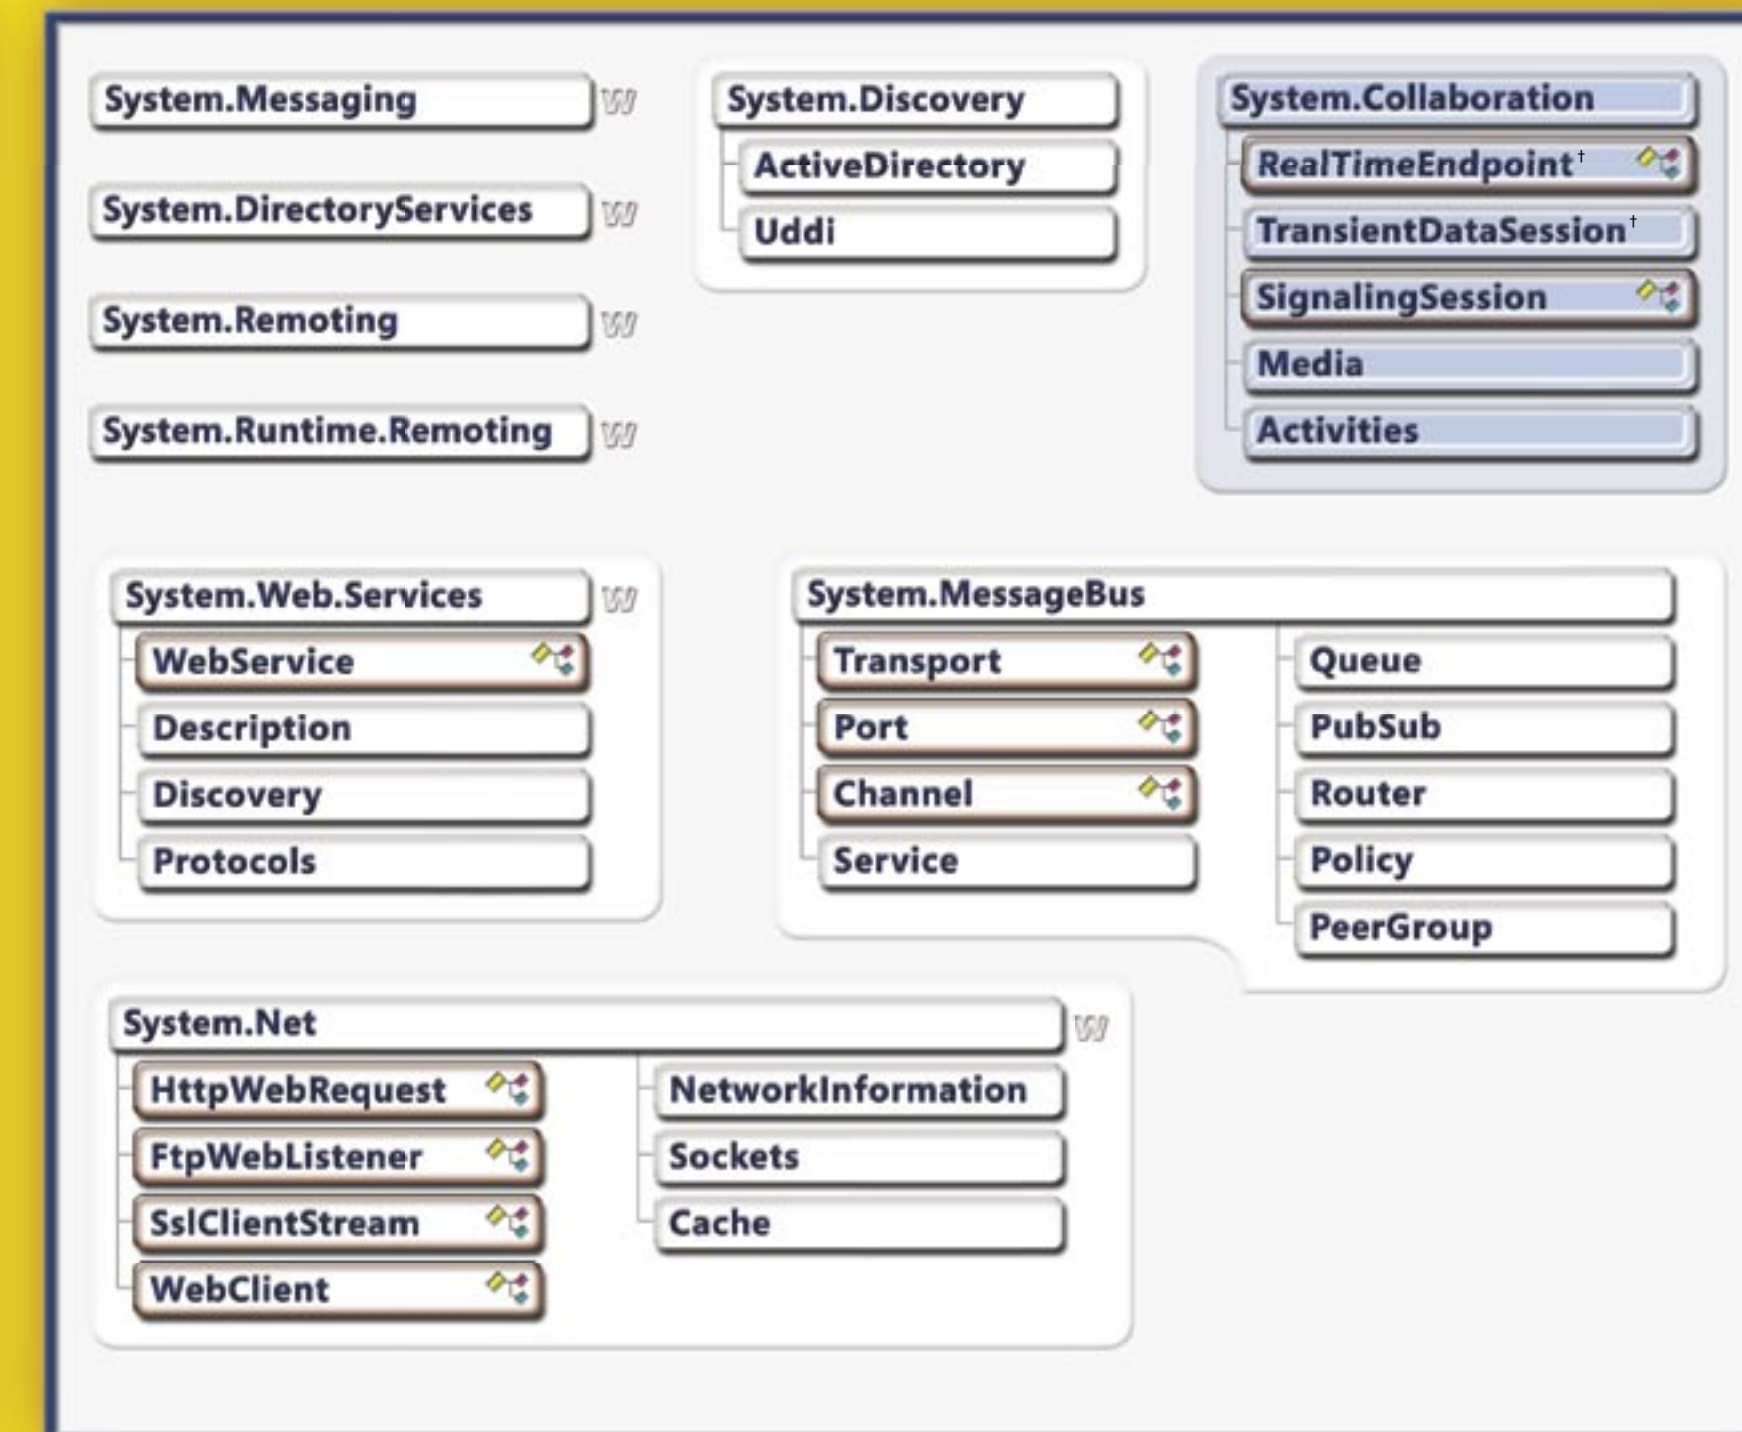 System.Messaging W
System.DirectoryServices W
System.Remoting W
System.Runtime.Remoting W
System.Discovery
ActiveDirectory
Uddi
System.Collaboration
RealTimeEndpoint†
TransientDataSession†
SignalingSession
Media
Activities
System.Web.Services W
WebService
Description
Discovery
Protocols
System.MessageBus
Transport
Port
Channel
Service
Queue
PubSub
Router
Policy
PeerGroup
System.Net W
HttpWebRequest
FtpWebListener
SslClientStream
WebClient
NetworkInformation
Sockets
Cache